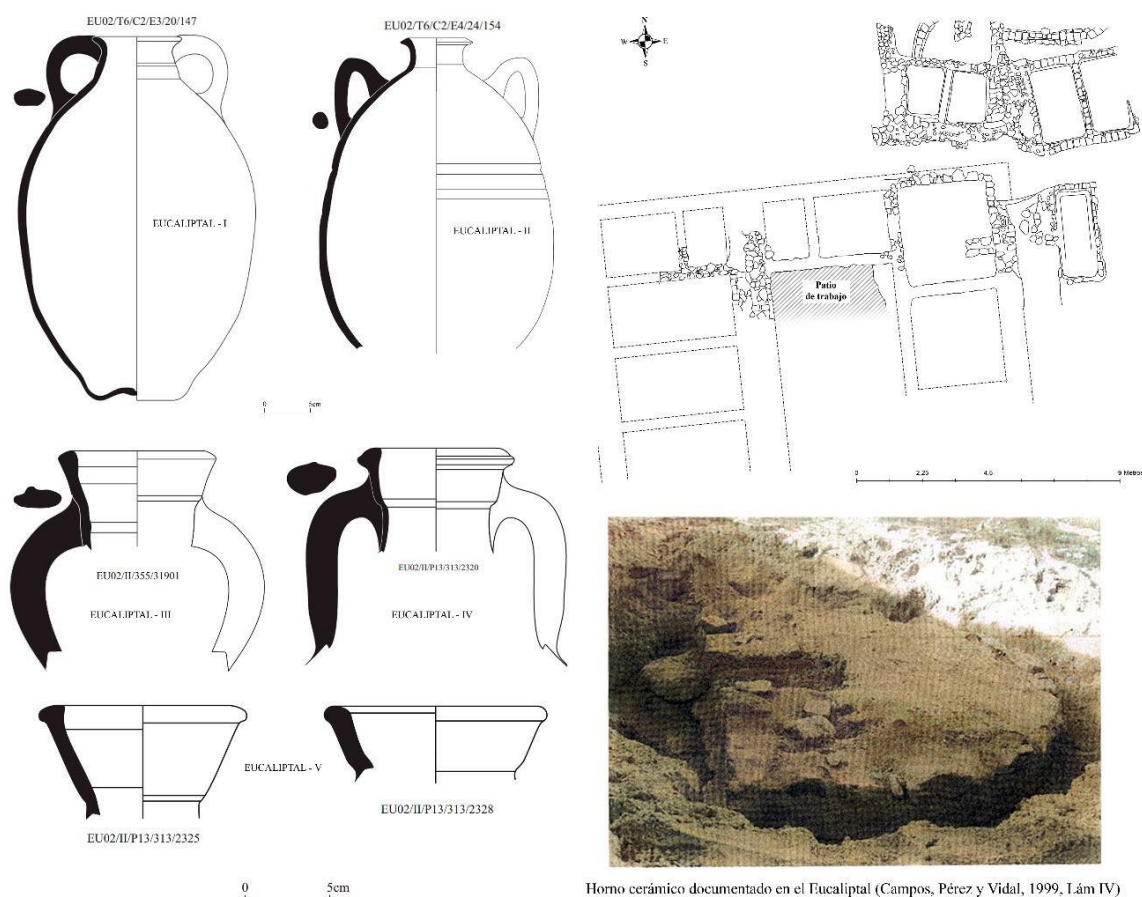 EU02/T6/C2/E3/20/147
EU02/T6/C2/E4/24/154
EUCALIPTAL - I
EUCALIPTAL - II
0 5cm
EU02/II/355/31901
EUCALIPTAL - III
EU02/II/P13/313/2320
EUCALIPTAL - IV
EUCALIPTAL - V
EU02/II/P13/313/2325
EU02/II/P13/313/2328
0 5cm
N
W E
S
Patio
de trabajo
0 2.25 4.5 9 Metros
Horno cerámico documentado en el Eucaliptal (Campos, Pérez y Vidal, 1999, Lám IV)